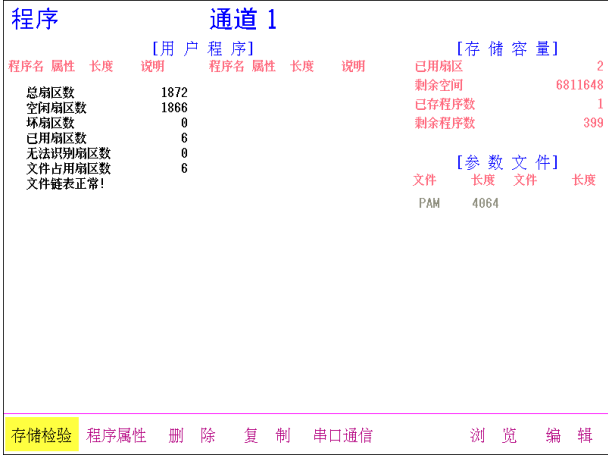 程序 通道 1
[用 户 程 序] [存 储 容 量]
程序名 属性 长度 说明 程序名 属性 长度 说明 已用扇区 2
剩余空间 6811648
总扇区数 1872
空闲扇区数 1866 已存程序数 1
坏扇区数 0 剩余程序数 399
已用扇区数 6
无法识别扇区数 0
文件占用扇区数 6 [参 数 文 件]
文件链表正常! 文件 长度 文件 长度
PAM 4064
存储检验 程序属性 删 除 复 制 串口通信 浏 览 编 辑